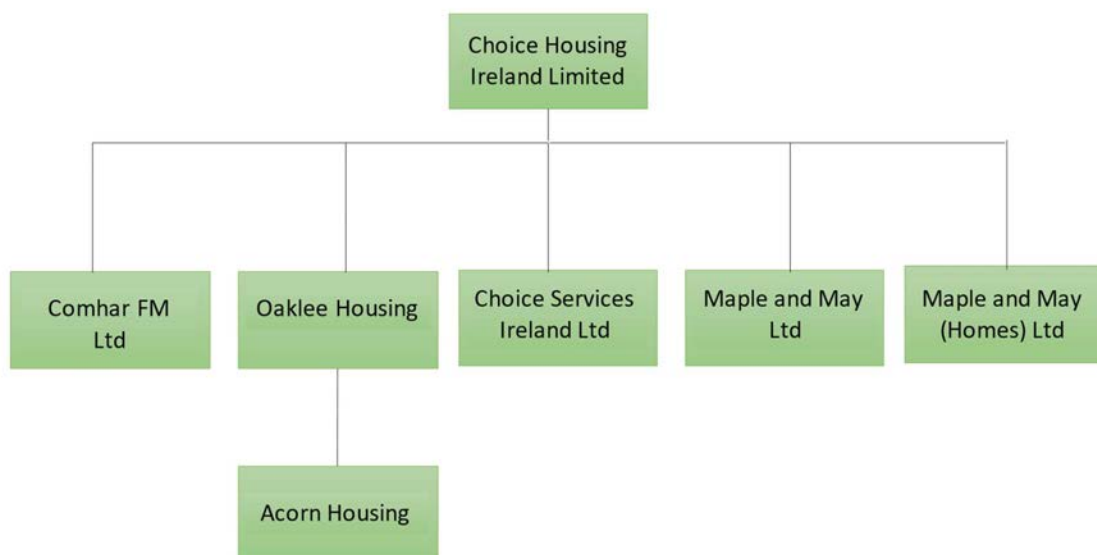 Choice Housing
Ireland Limited
Comhar FM
Ltd
Oaklee Housing
Choice Services
Ireland Ltd
Maple and May
Ltd
Maple and May
(Homes) Ltd
Acorn Housing